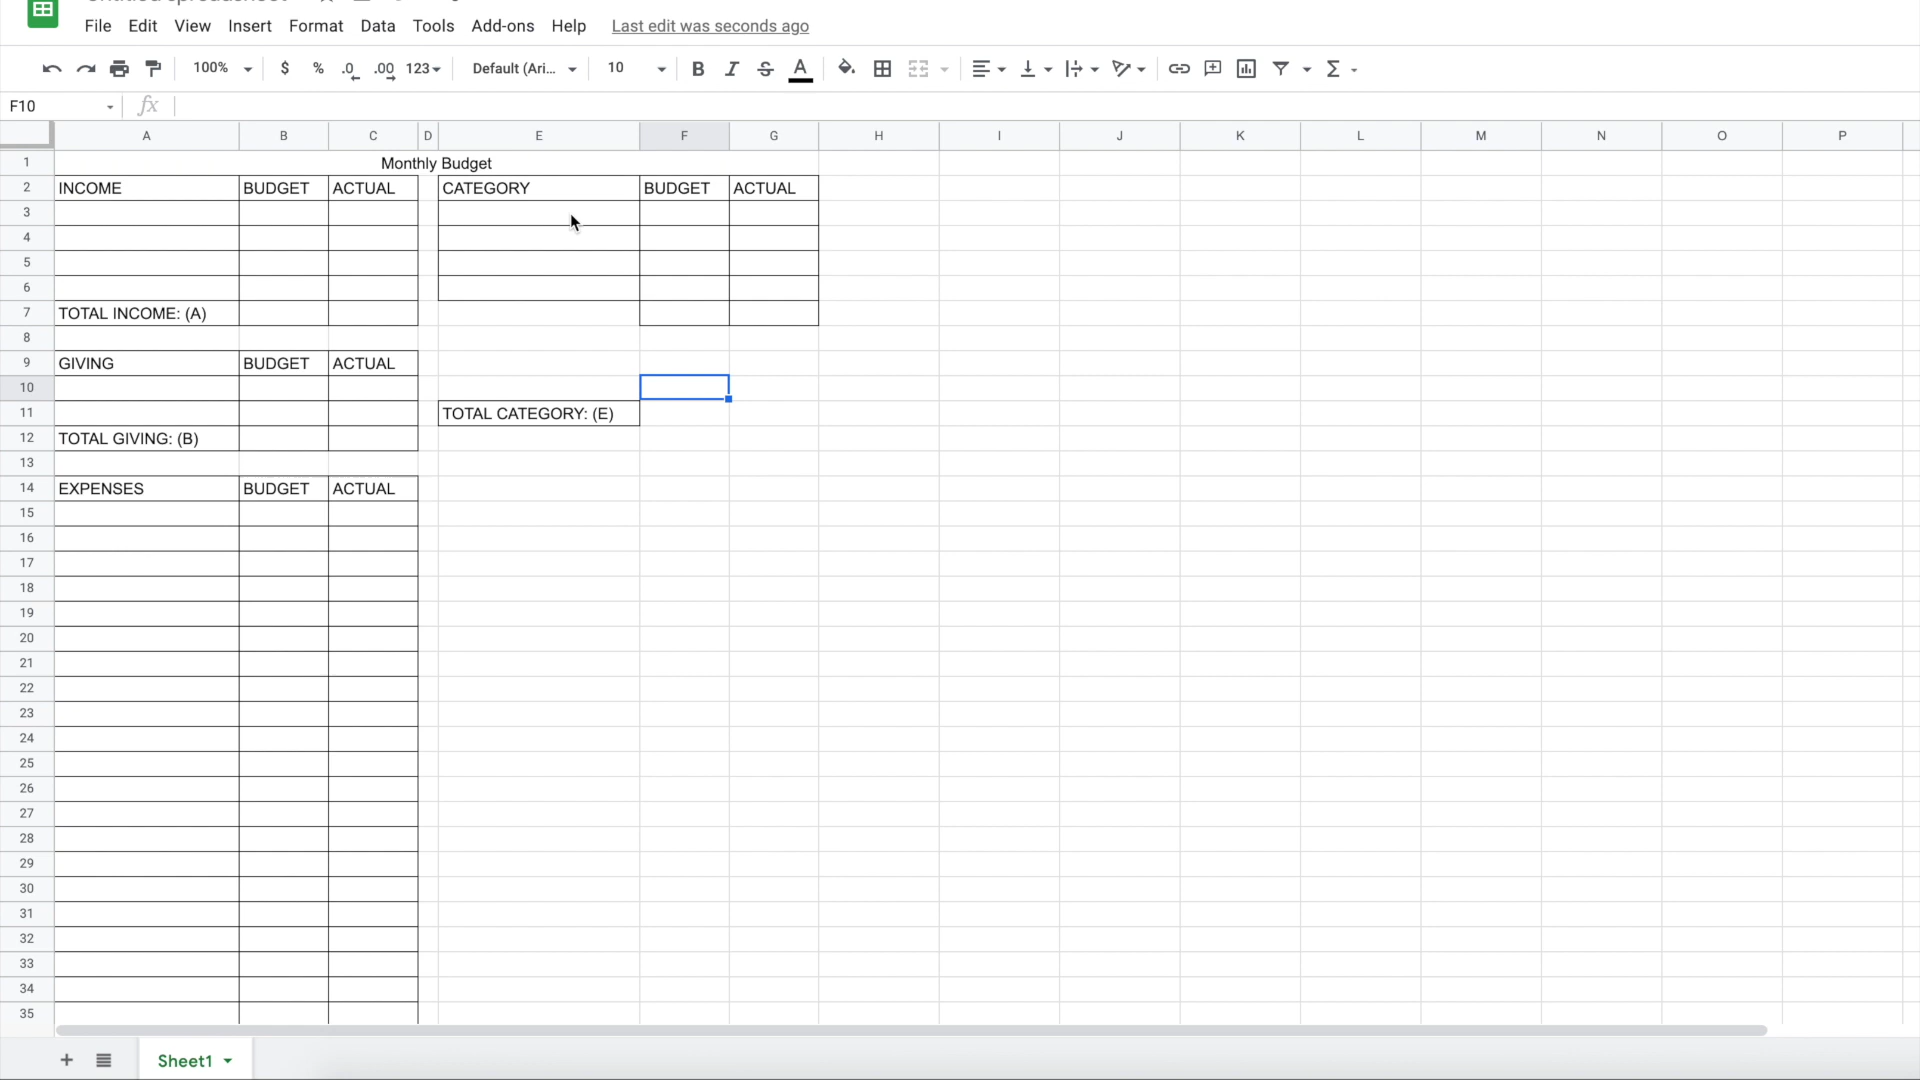 File Edit View Insert Format Data Tools Add-ons Help Last edit was seconds ago
100% $ % .0 .00 123 Default (Ari... 10 B I S A Σ
F10 fx
A B C D E F G H I J K L M N O P
1 Monthly Budget
2 INCOME BUDGET ACTUAL CATEGORY BUDGET ACTUAL
3
4
5
6
7 TOTAL INCOME: (A)
8
9 GIVING BUDGET ACTUAL
10
11 TOTAL CATEGORY: (E)
12 TOTAL GIVING: (B)
13
14 EXPENSES BUDGET ACTUAL
15
16
17
18
19
20
21
22
23
24
25
26
27
28
29
30
31
32
33
34
35
+ Sheet1